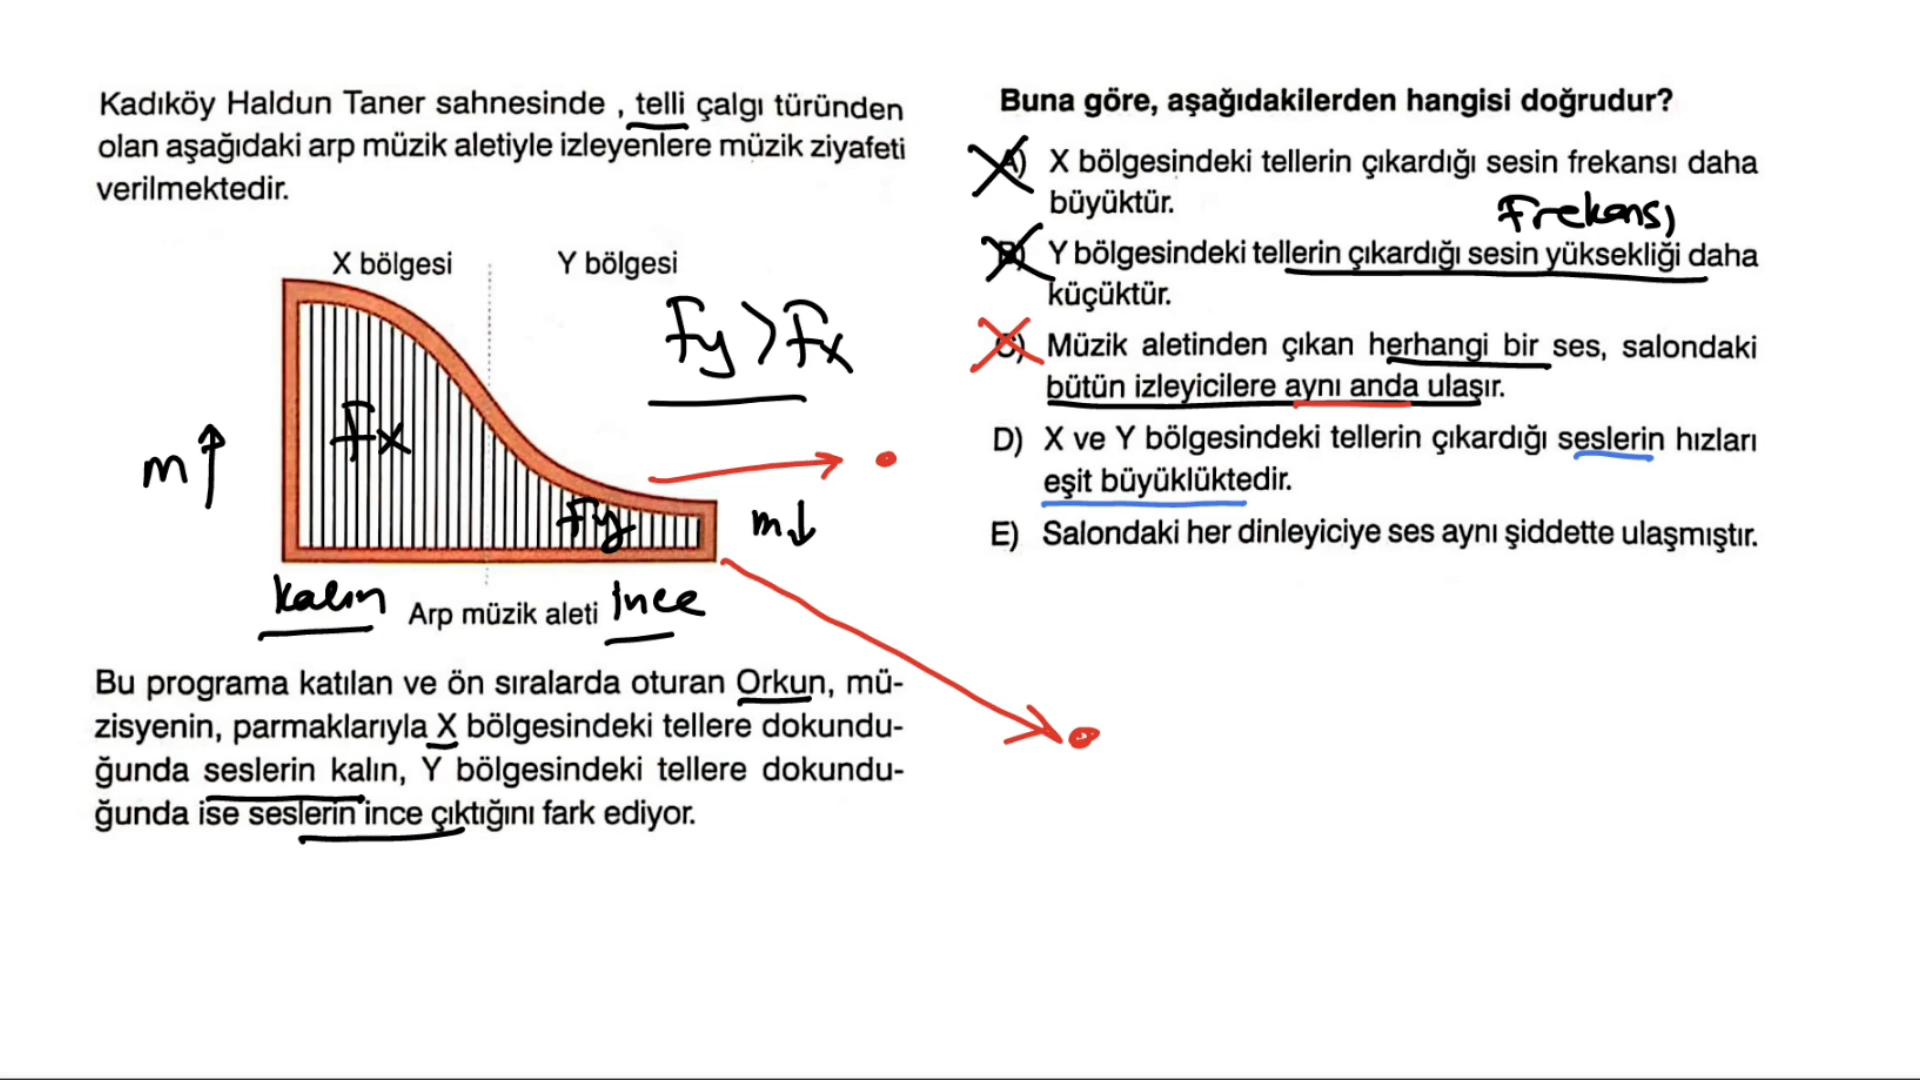 Kadıköy Haldun Taner sahnesinde , telli çalgı türünden
olan aşağıdaki arp müzik aletiyle izleyenlere müzik ziyafeti
verilmektedir.
X bölgesi
Y bölgesi
Fy > Fx
Fx
m↑
Fy
m↓
kalın
Arp müzik aleti
ince
Bu programa katılan ve ön sıralarda oturan Orkun, mü-
zisyenin, parmaklarıyla X bölgesindeki tellere dokundu-
ğunda seslerin kalın, Y bölgesindeki tellere dokundu-
ğunda ise seslerin ince çıktığını fark ediyor.
Buna göre, aşağıdakilerden hangisi doğrudur?
A) X bölgesindeki tellerin çıkardığı sesin frekansı daha
büyüktür.
Frekansı
B) Y bölgesindeki tellerin çıkardığı sesin yüksekliği daha
küçüktür.
C) Müzik aletinden çıkan herhangi bir ses, salondaki
bütün izleyicilere aynı anda ulaşır.
D) X ve Y bölgesindeki tellerin çıkardığı seslerin hızları
eşit büyüklüktedir.
E) Salondaki her dinleyiciye ses aynı şiddette ulaşmıştır.